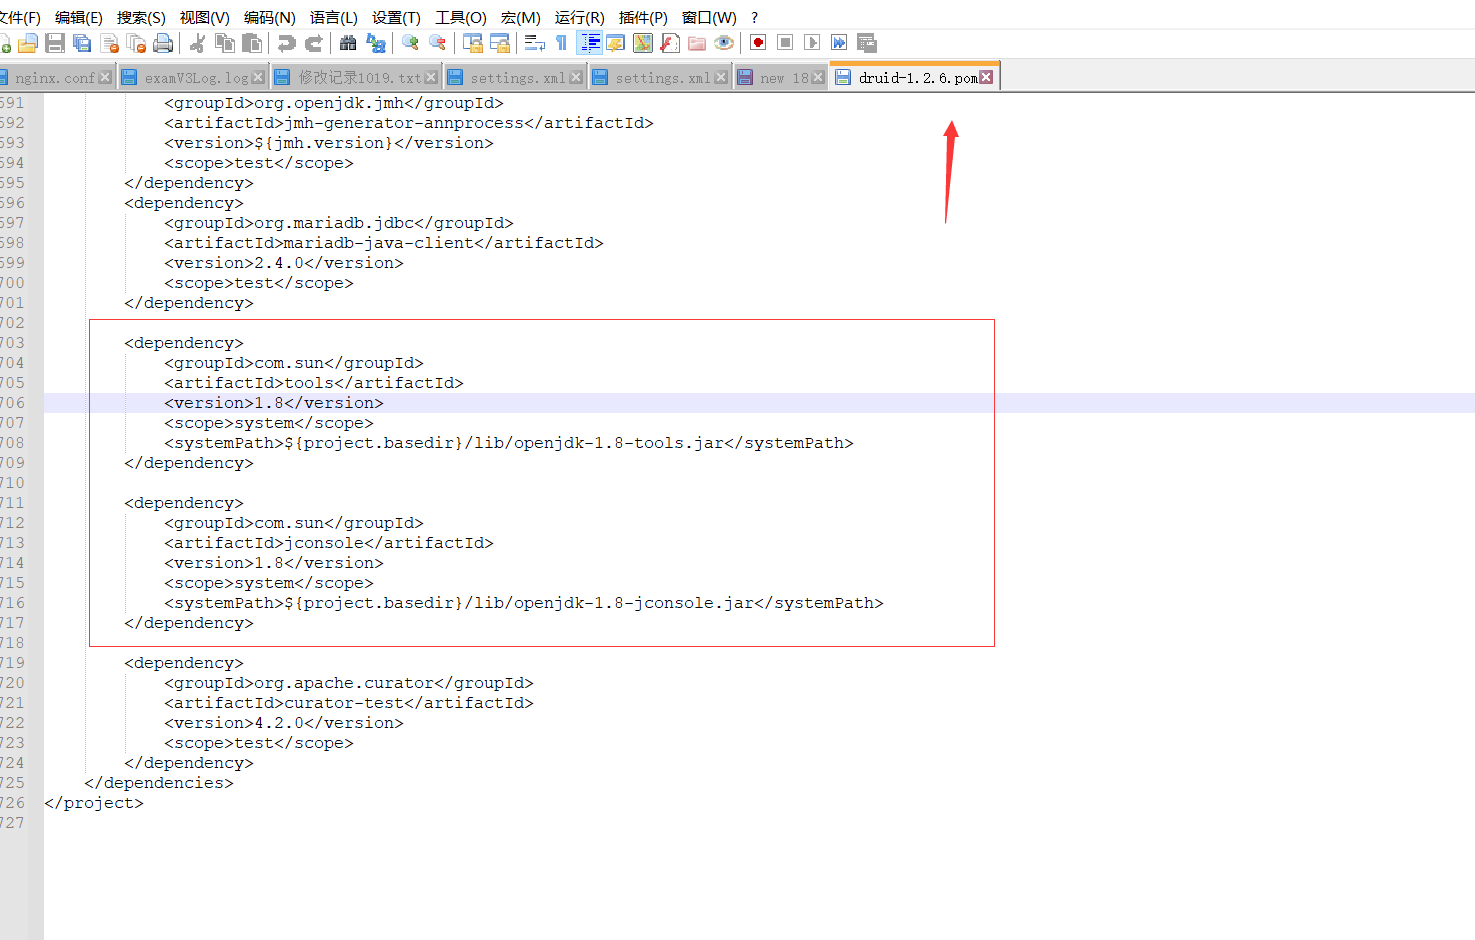 文件(F) 编辑(E) 搜索(S) 视图(V) 编码(N) 语言(L) 设置(T) 工具(O) 宏(M) 运行(R) 插件(P) 窗口(W) ?
nginx.conf examV3Log.log 修改记录1019.txt settings.xml settings.xml new 18 druid-1.2.6.pom
691 <groupId>org.openjdk.jmh</groupId>
692 <artifactId>jmh-generator-annprocess</artifactId>
693 <version>${jmh.version}</version>
694 <scope>test</scope>
695 </dependency>
696 <dependency>
697 <groupId>org.mariadb.jdbc</groupId>
698 <artifactId>mariadb-java-client</artifactId>
699 <version>2.4.0</version>
700 <scope>test</scope>
701 </dependency>
702
703 <dependency>
704 <groupId>com.sun</groupId>
705 <artifactId>tools</artifactId>
706 <version>1.8</version>
707 <scope>system</scope>
708 <systemPath>${project.basedir}/lib/openjdk-1.8-tools.jar</systemPath>
709 </dependency>
710
711 <dependency>
712 <groupId>com.sun</groupId>
713 <artifactId>jconsole</artifactId>
714 <version>1.8</version>
715 <scope>system</scope>
716 <systemPath>${project.basedir}/lib/openjdk-1.8-jconsole.jar</systemPath>
717 </dependency>
718
719 <dependency>
720 <groupId>org.apache.curator</groupId>
721 <artifactId>curator-test</artifactId>
722 <version>4.2.0</version>
723 <scope>test</scope>
724 </dependency>
725 </dependencies>
726 </project>
727